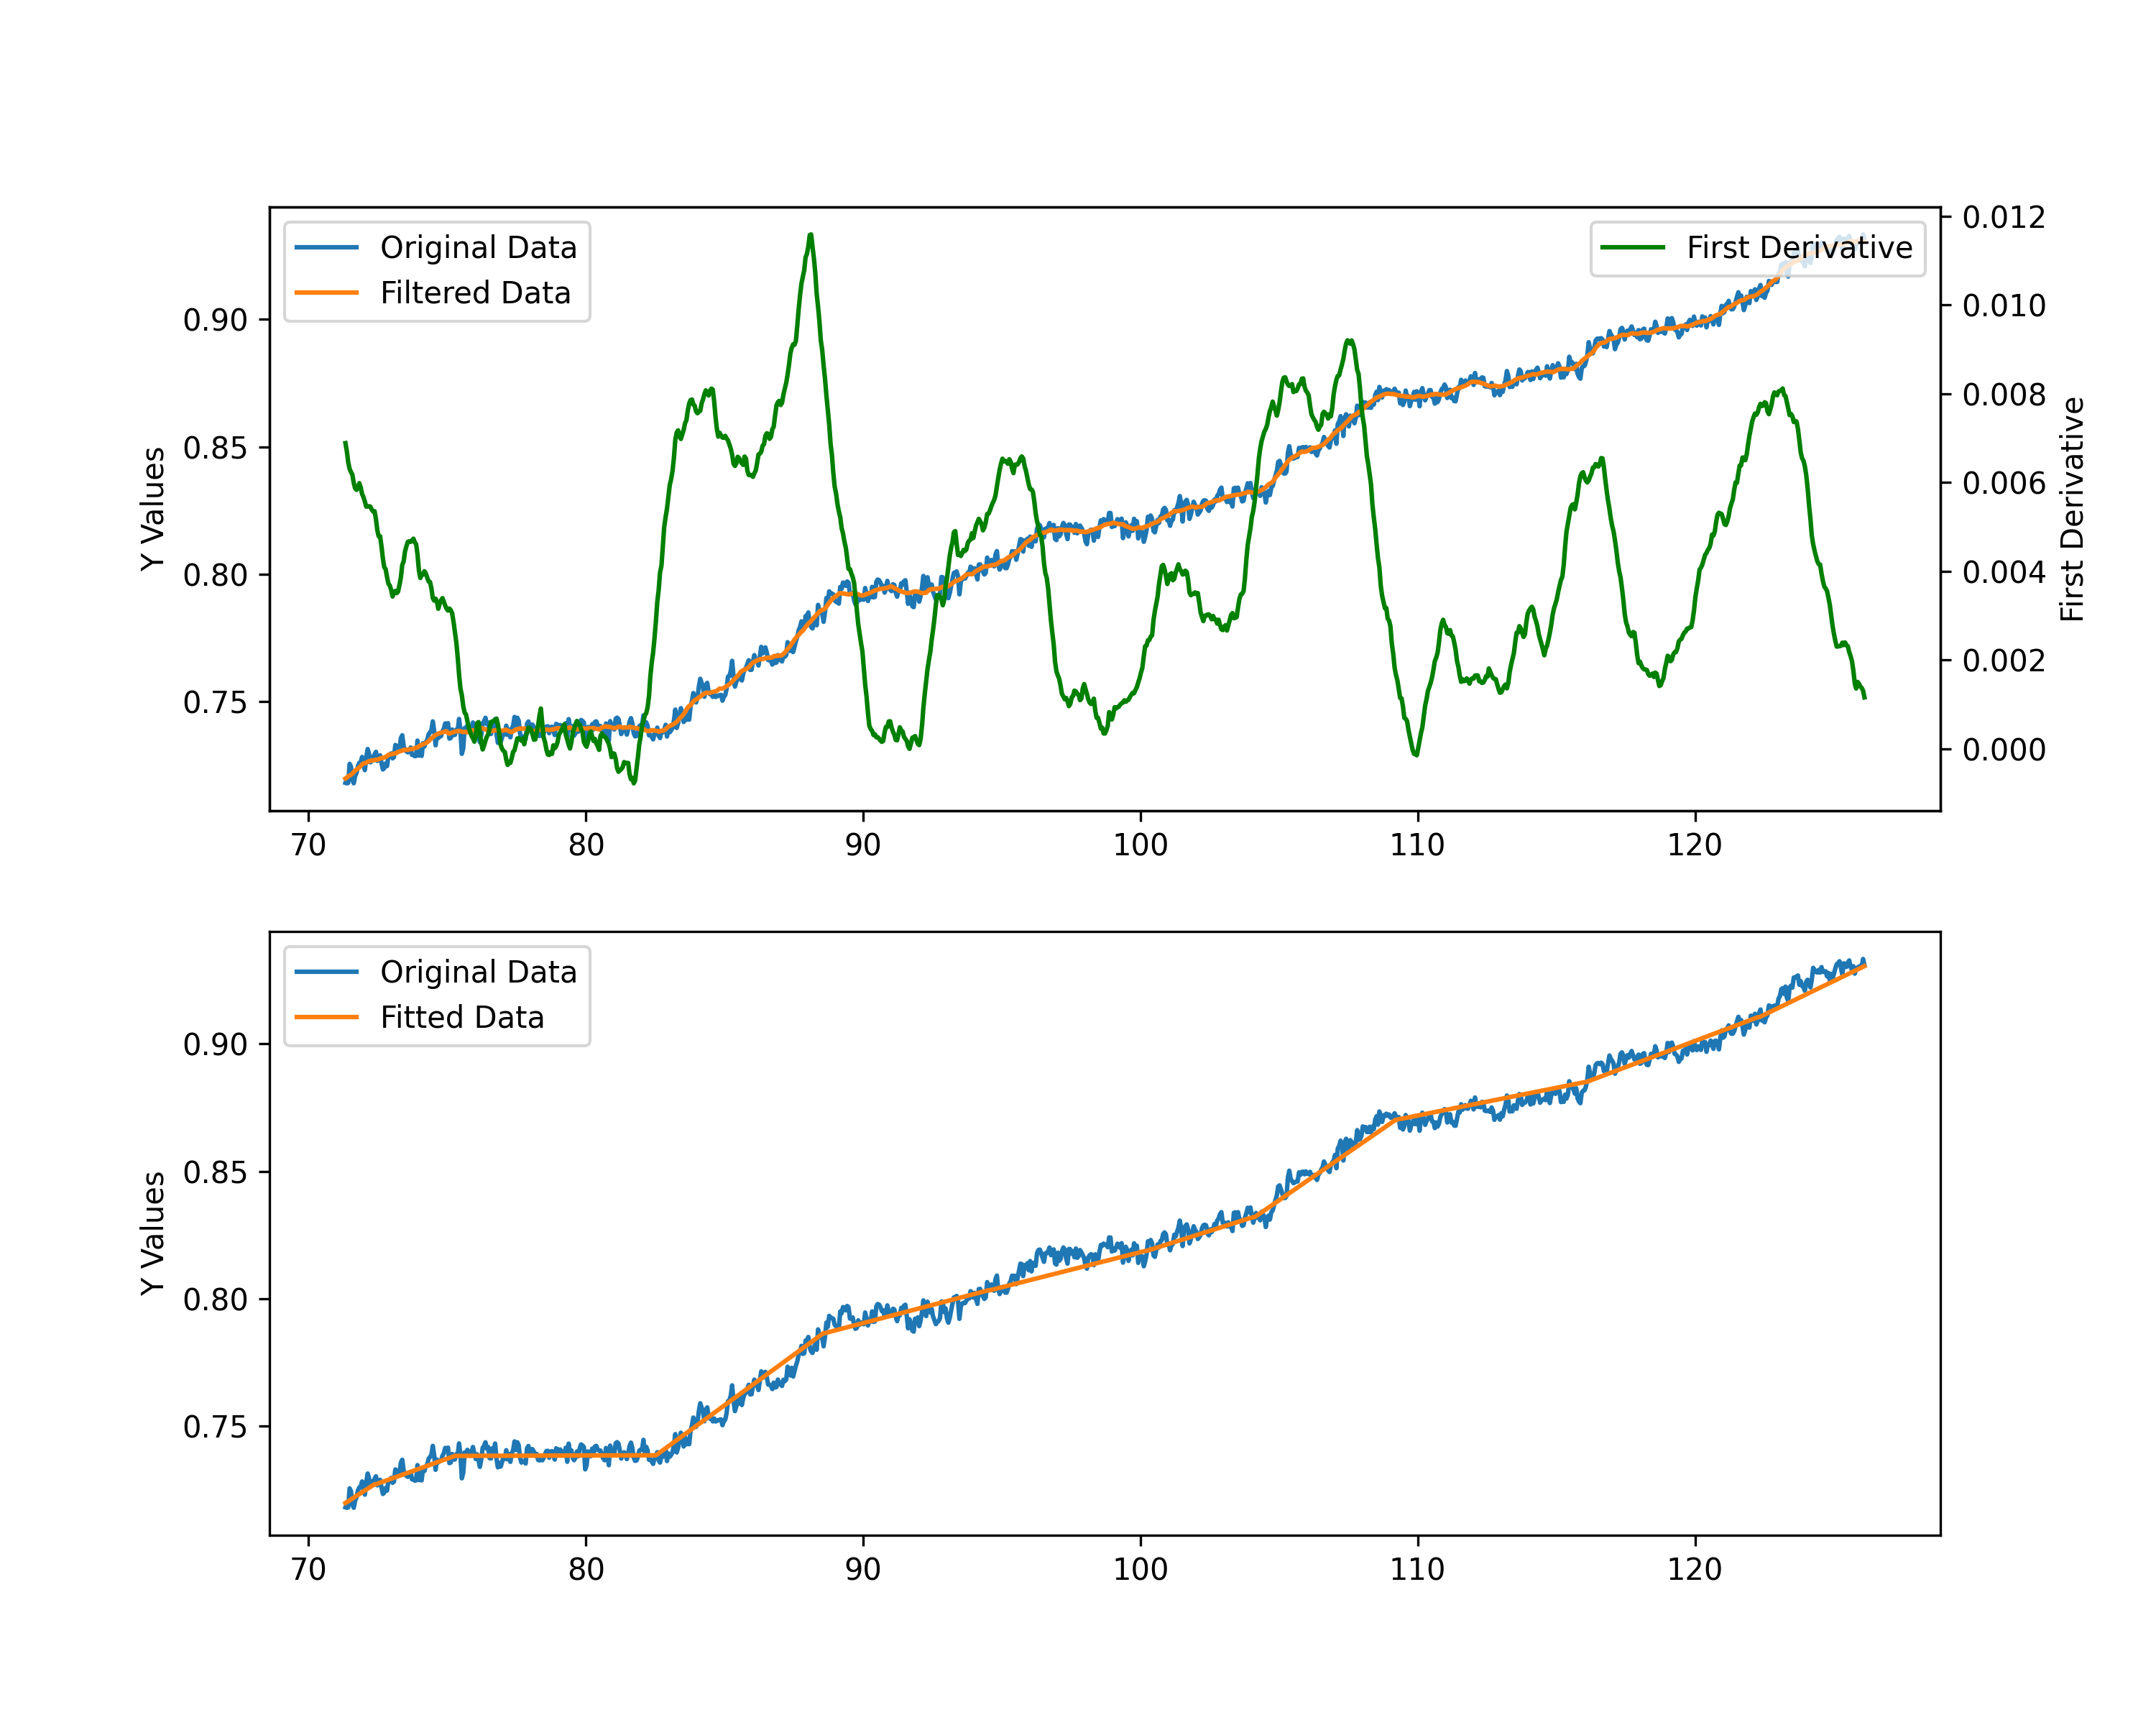 Original Data
Filtered Data
First Derivative
0.012
0.010
0.008
0.006
0.004
0.002
0.000
First Derivative
0.90
0.85
0.80
0.75
Y Values
70 80 90 100 110 120
Original Data
Fitted Data
0.90
0.85
0.80
0.75
Y Values
70 80 90 100 110 120